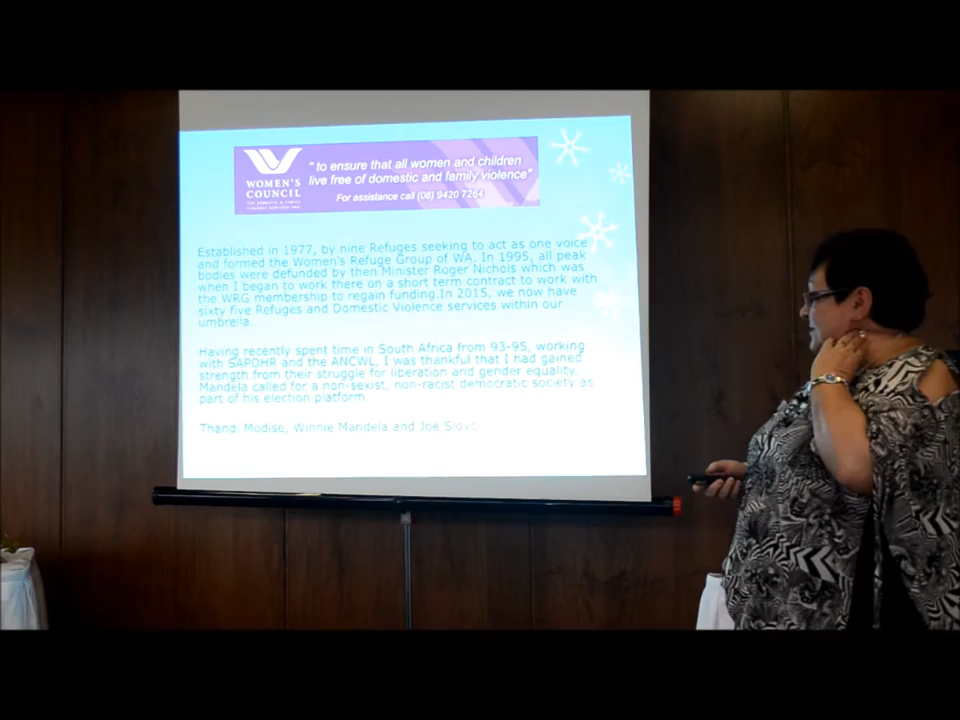 WOMEN'S
COUNCIL
FOR DOMESTIC & FAMILY
VIOLENCE SERVICES (WA)
" to ensure that all women and children
live free of domestic and family violence"
For assistance call (08) 9420 7264
Established in 1977, by nine Refuges seeking to act as one voice
and formed the Women's Refuge Group of WA. In 1995, all peak
bodies were defunded by then Minister Roger Nichols which was
when I began to work there on a short term contract to work with
the WRG membership to regain funding.In 2015, we now have
sixty five Refuges and Domestic Violence services within our
umbrella.
Having recently spent time in South Africa from 93-95, working
with SAPOHR and the ANCWL, I was thankful that I had gained
strength from their struggle for liberation and gender equality.
Mandela called for a non-sexist, non-racist democratic society as
part of his election platform.
Thandi Modise, Winnie Mandela and Joe Slovo